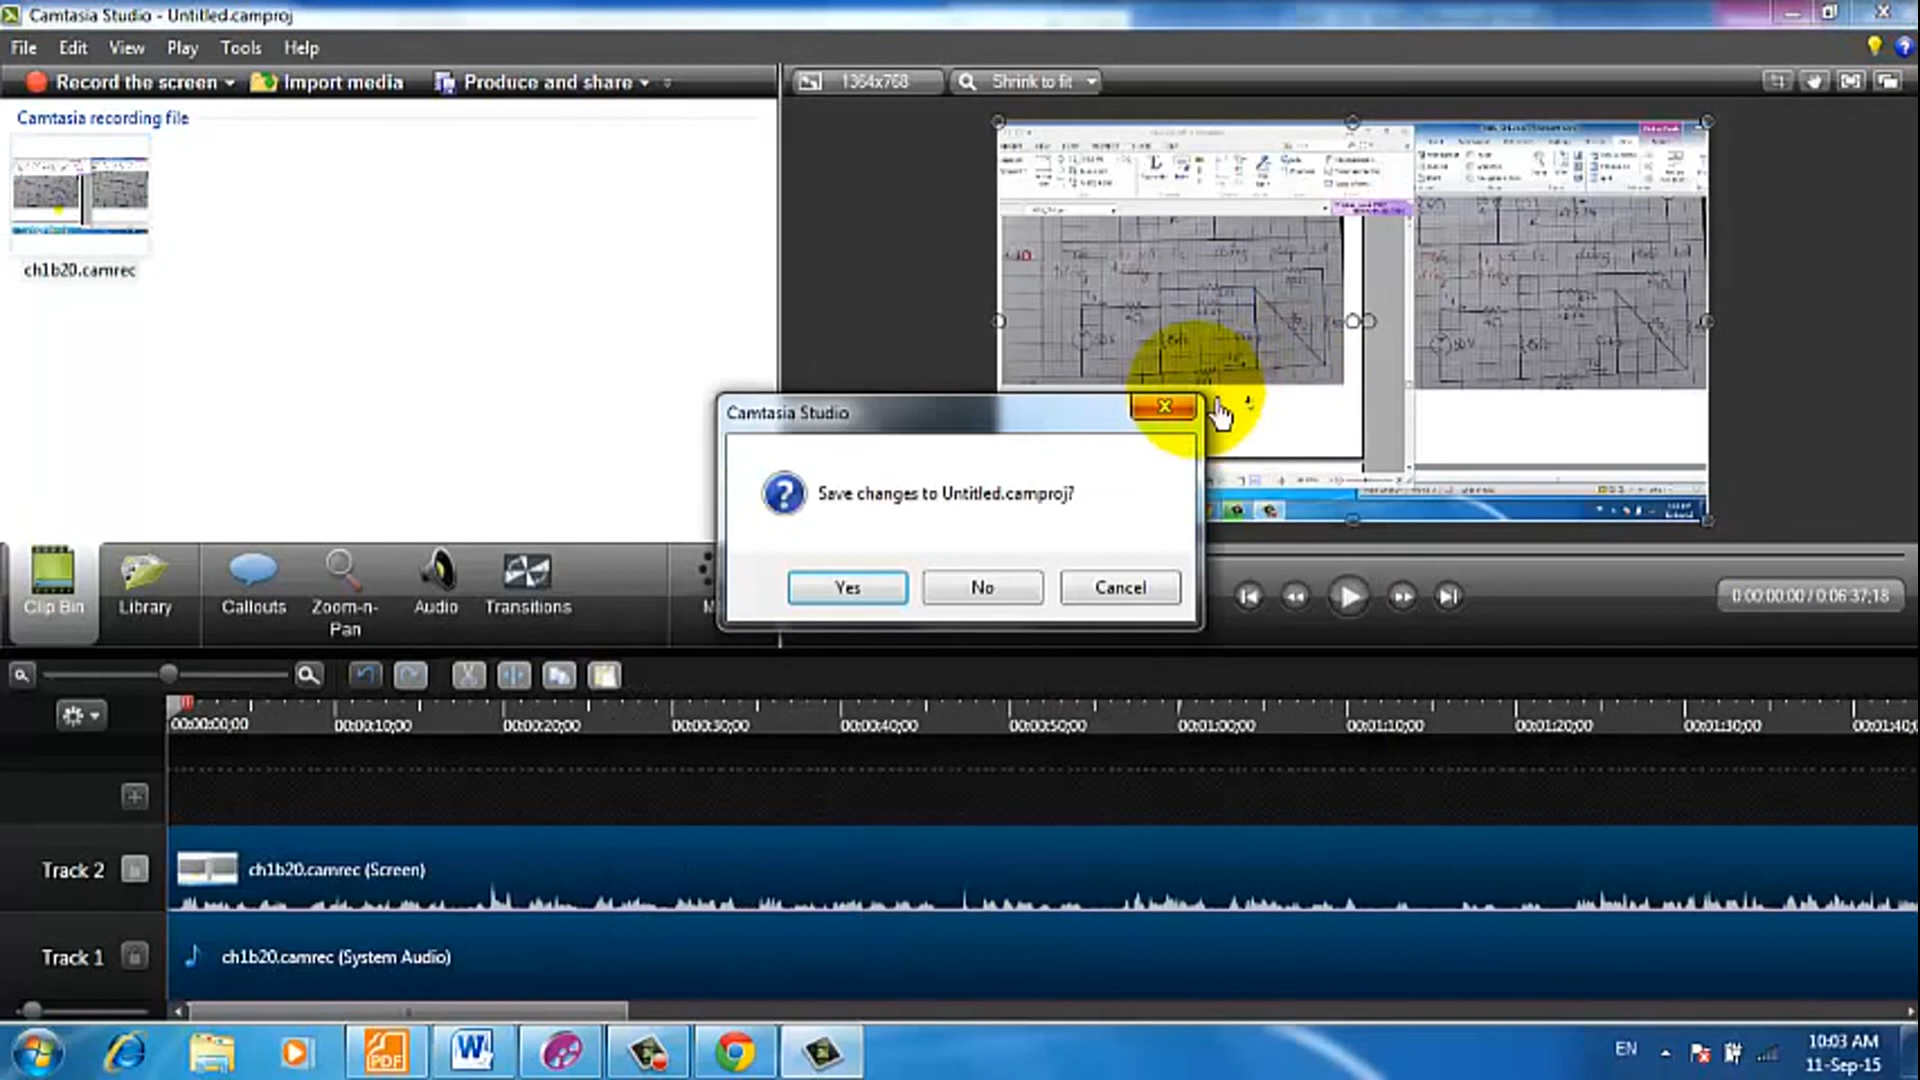 Camtasia Studio - Untitled.camproj
File Edit View Play Tools Help
Record the screen Import media Produce and share
1364x768 Shrink to fit
Camtasia recording file
ch1b20.camrec
Camtasia Studio
Save changes to Untitled.camproj?
Yes No Cancel
Clip Bin Library Callouts Zoom-n-Pan Audio Transitions
0:00:00;00 / 0:06:37;18
00:00:00;00 00:00:10;00 00:00:20;00 00:00:30;00 00:00:40;00 00:00:50;00 00:01:00;00 00:01:10;00 00:01:20;00 00:01:30;00 00:01:40;
Track 2 ch1b20.camrec (Screen)
Track 1 ch1b20.camrec (System Audio)
PDF W EN 10:03 AM
11-Sep-15